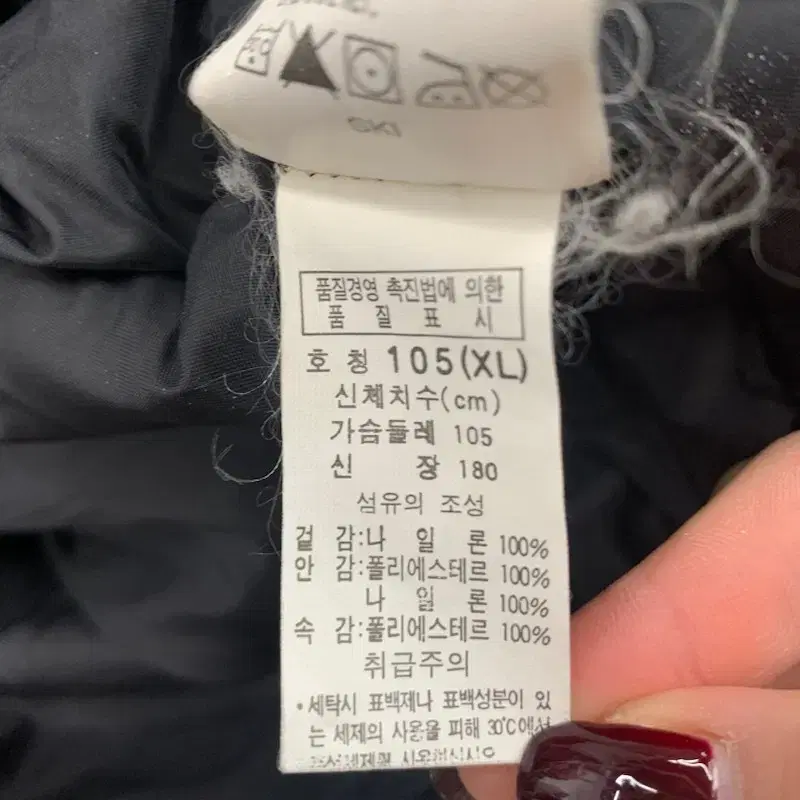 품질경영 촉진법에 의한
품 질 표 시
호 칭 105(XL)
신체치수(cm)
가슴둘레 105
신 장 180
섬유의 조성
겉 감:나 일 론 100%
안 감:폴리에스테르 100%
나 일 론 100%
속 감:폴리에스테르 100%
취급주의
•세탁시 표백제나 표백성분이 있
는 세제의 사용을 피해 30℃에서